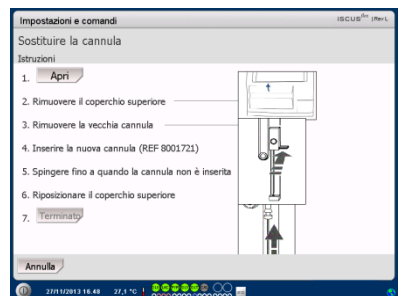 Impostazioni e comandi
ISCUSflex
Sostituire la cannula
Istruzioni
1. Apri
2. Rimuovere il coperchio superiore
3. Rimuovere la vecchia cannula
4. Inserire la nuova cannula (REF 8001721)
5. Spingere fino a quando la cannula non è inserita
6. Riposizionare il coperchio superiore
7. Terminato
Annulla
27/11/2013 16.48 27,1 °C !